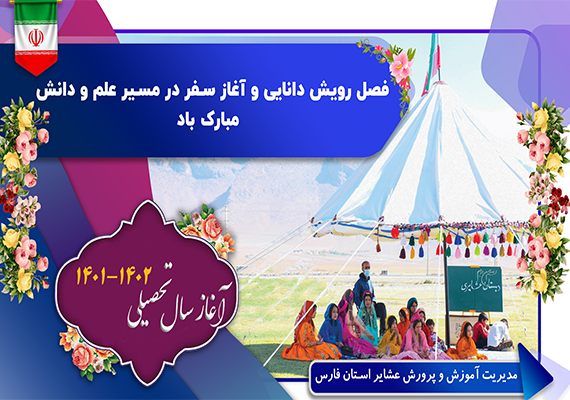 فصل رویش دانایی و آغاز سفر در مسیر علم و دانش
مبارک باد
۱۴۰۱-۱۴۰۲
آغاز سال تحصیلی
مدیریت آموزش و پرورش عشایر استان فارس